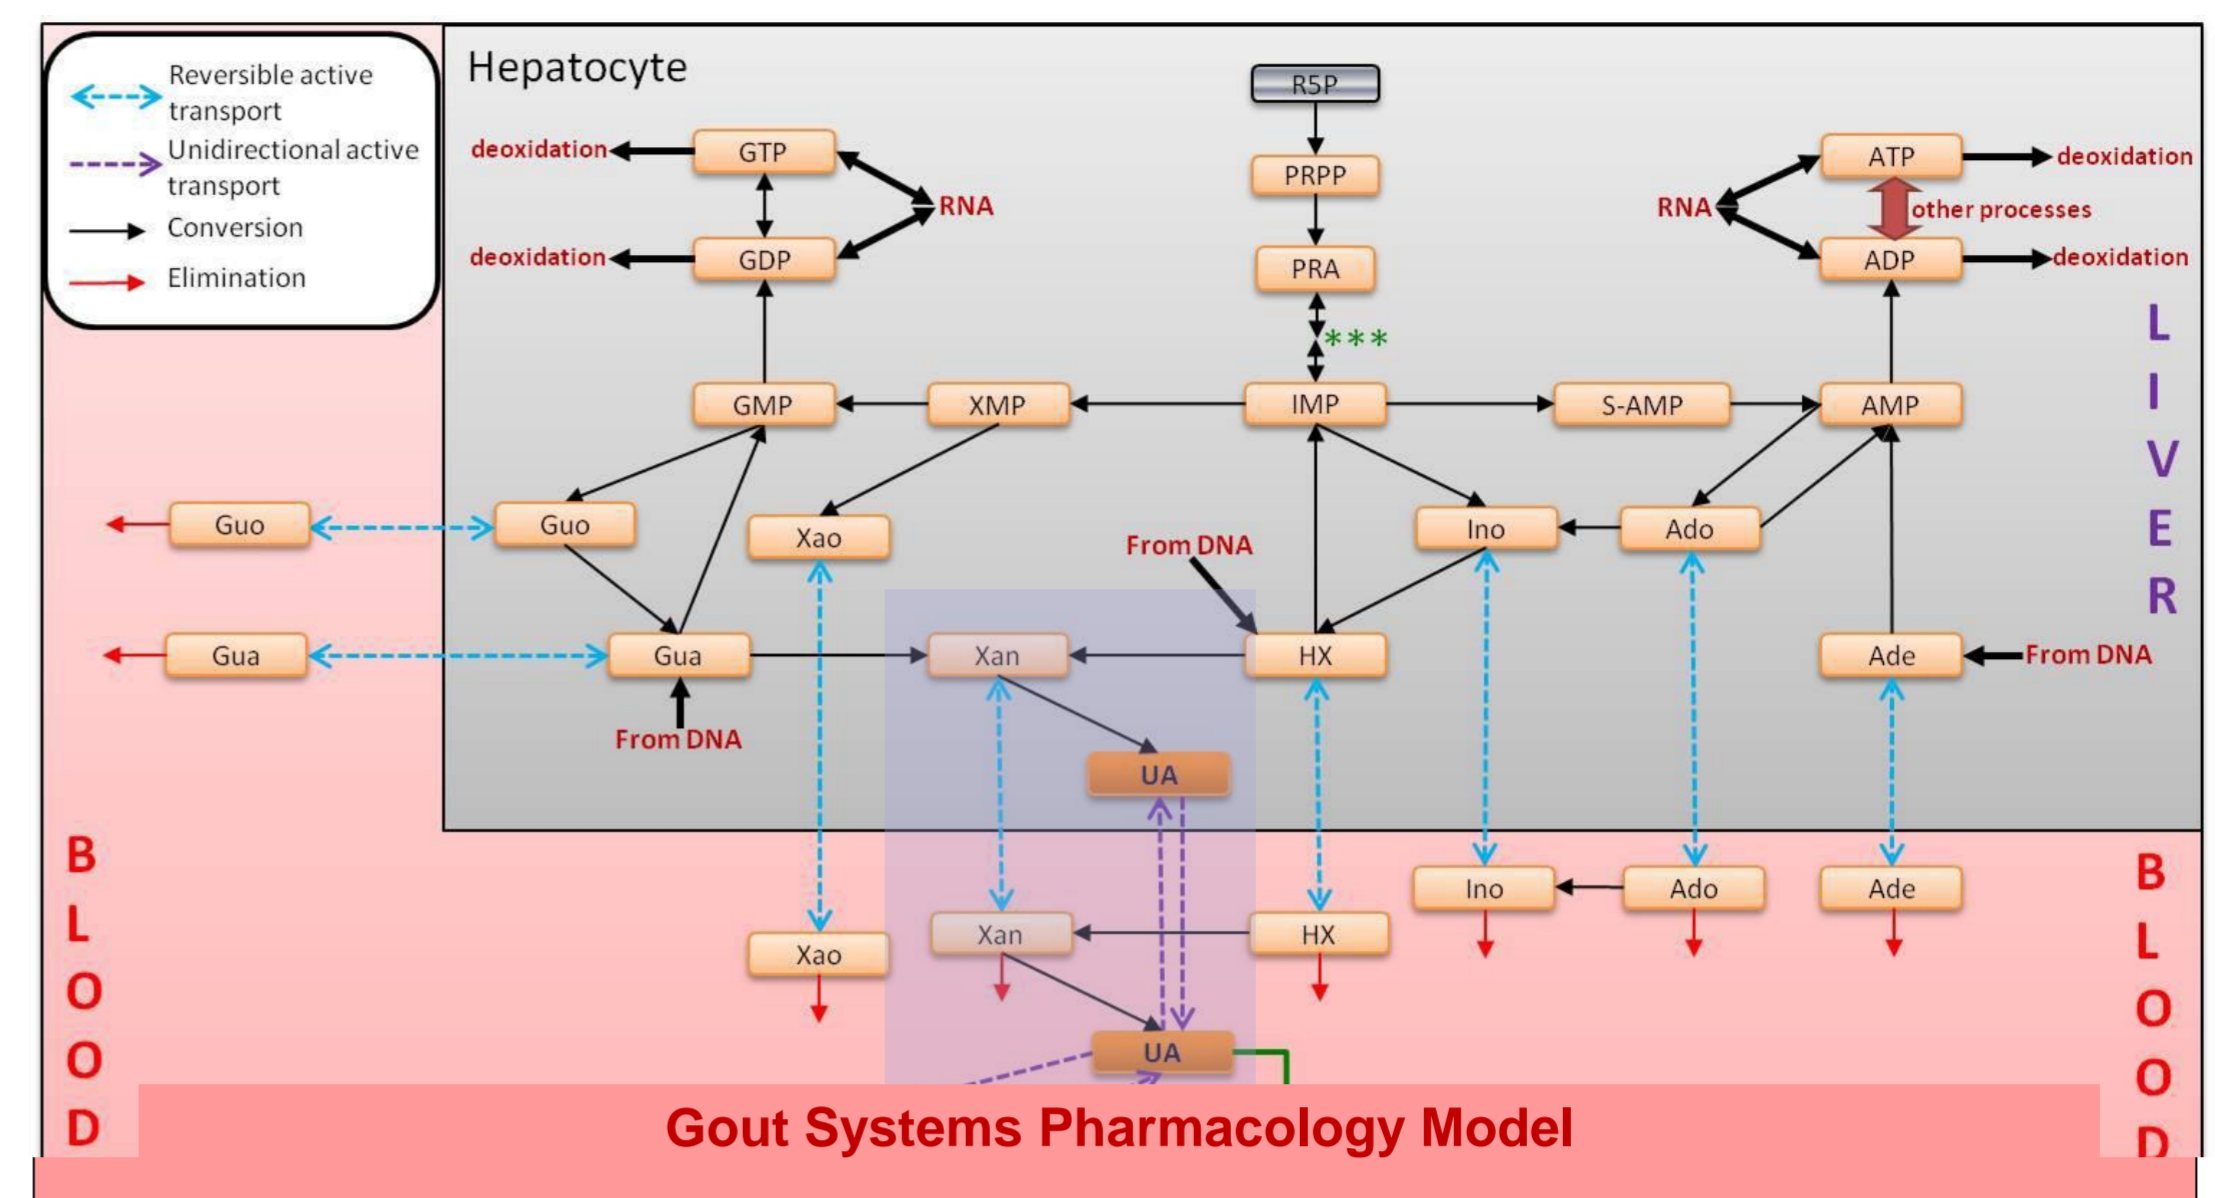 Reversible active
transport
Unidirectional active
transport
Conversion
Elimination
Hepatocyte
R5P
deoxidation
GTP
PRPP
ATP
deoxidation
RNA
RNA
other processes
deoxidation
GDP
PRA
ADP
deoxidation
***
GMP
XMP
IMP
S-AMP
AMP
L
I
V
E
R
Guo
Guo
Xao
From DNA
Ino
Ado
Gua
Gua
Xan
HX
Ade
From DNA
From DNA
UA
B
L
O
O
D
Xao
Xan
HX
Ino
Ado
Ade
UA
B
L
O
O
D
Gout Systems Pharmacology Model